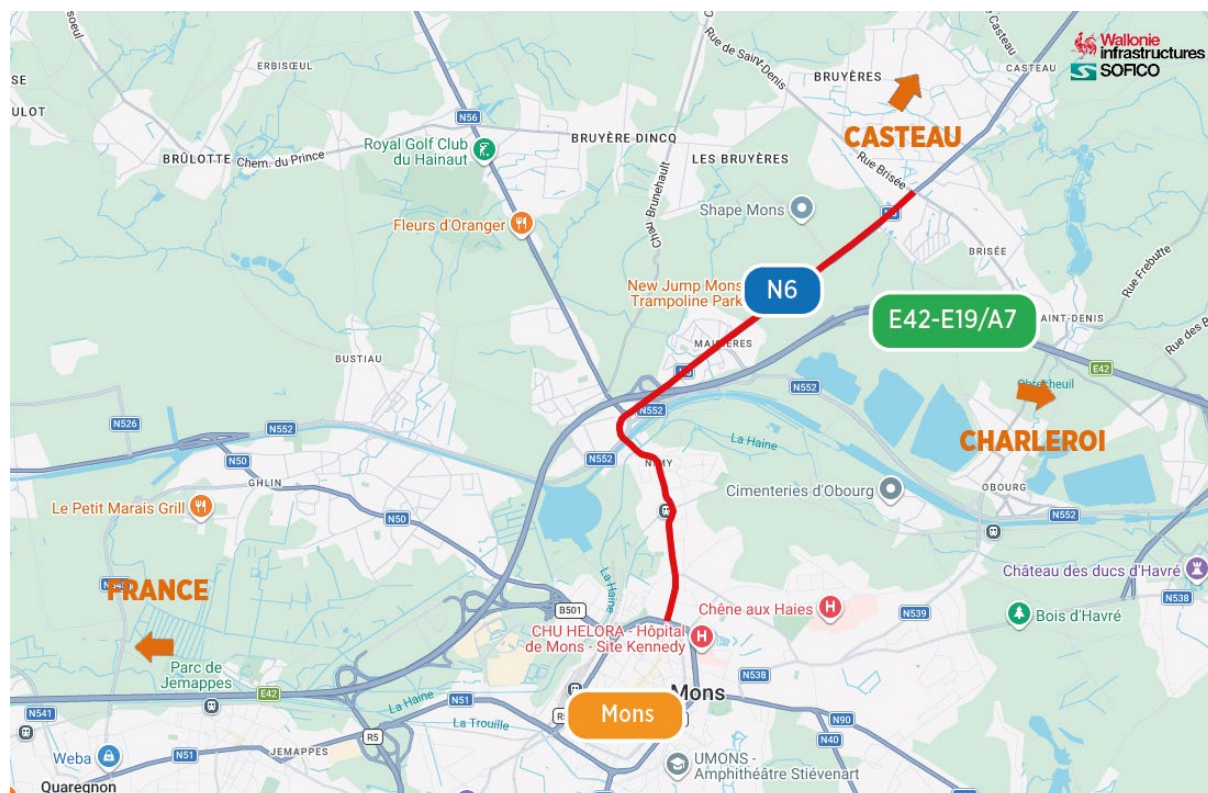 soeul
ERBISŒUL
SE
ULOT
N56
Royal Golf Club
du Hainaut
BRÛLOTTE
Chem. du Prince
BRUYÈRE DINCQ
Rue de Saint-Denis
BRUYÈRES
CASTEAU
Wallonie
infrastructures
SOFICO
CASTEAU
LES BRUYÈRES
Rue Brisée
Shape Mons
Chau Brunehault
Fleurs d'Oranger
BRISÉE
Rue Frebutte
New Jump Mons
Trampoline Park
N6
E42-E19/A7
AINT-DENIS
BUSTIAU
N552
E42
Obrecheuil
N552
N526
N552
N552
La Haine
CHARLEROI
N50
GHLIN
NIMY
Cimenteries d'Obourg
OBOURG
Le Petit Marais Grill
N50
N552
FRANCE
La Haine
Château des ducs d'Havré
N538
B501
Chêne aux Haies
N539
Bois d'Havré
CHU HELORA - Hôpital
de Mons - Site Kennedy
Parc de
Jemappes
N538
E42
La Haine
N51
Mons
Mons
N541
La Trouille
R5
N90
N40
Weba
N51
JEMAPPES
UMONS -
Amphithéâtre Stiévenart
Quaregnon